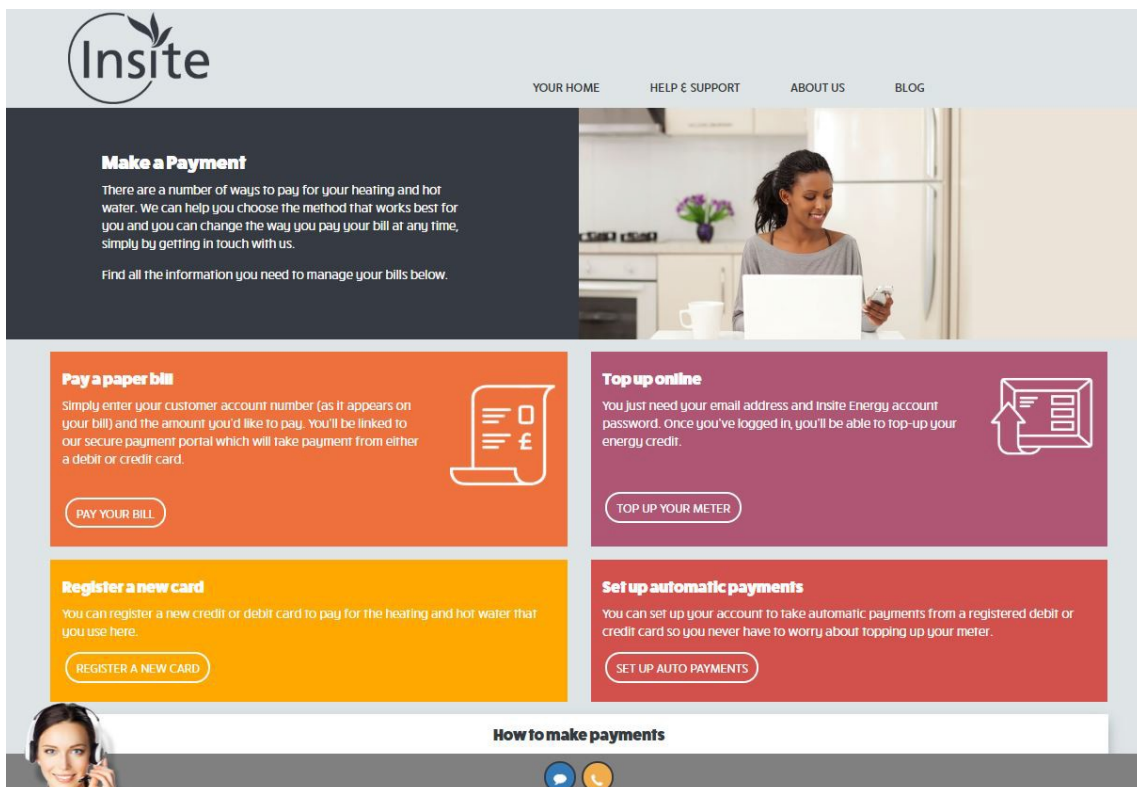 Insite
YOUR HOME HELP & SUPPORT ABOUT US BLOG
Make a Payment
There are a number of ways to pay for your heating and hot
water. We can help you choose the method that works best for
you and you can change the way you pay your bill at any time,
simply by getting in touch with us.
Find all the information you need to manage your bills below.
Pay a paper bill
Simply enter your customer account number (as it appears on
your bill) and the amount you'd like to pay. You'll be linked to
our secure payment portal which will take payment from either
a debit or credit card.
£
PAY YOUR BILL
Top up online
You just need your email address and Insite Energy account
password. Once you've logged in, you'll be able to top-up your
energy credit.
TOP UP YOUR METER
Register a new card
You can register a new credit or debit card to pay for the heating and hot water that
you use here.
REGISTER A NEW CARD
Set up automatic payments
You can set up your account to take automatic payments from a registered debit or
credit card so you never have to worry about topping up your meter.
SET UP AUTO PAYMENTS
How to make payments